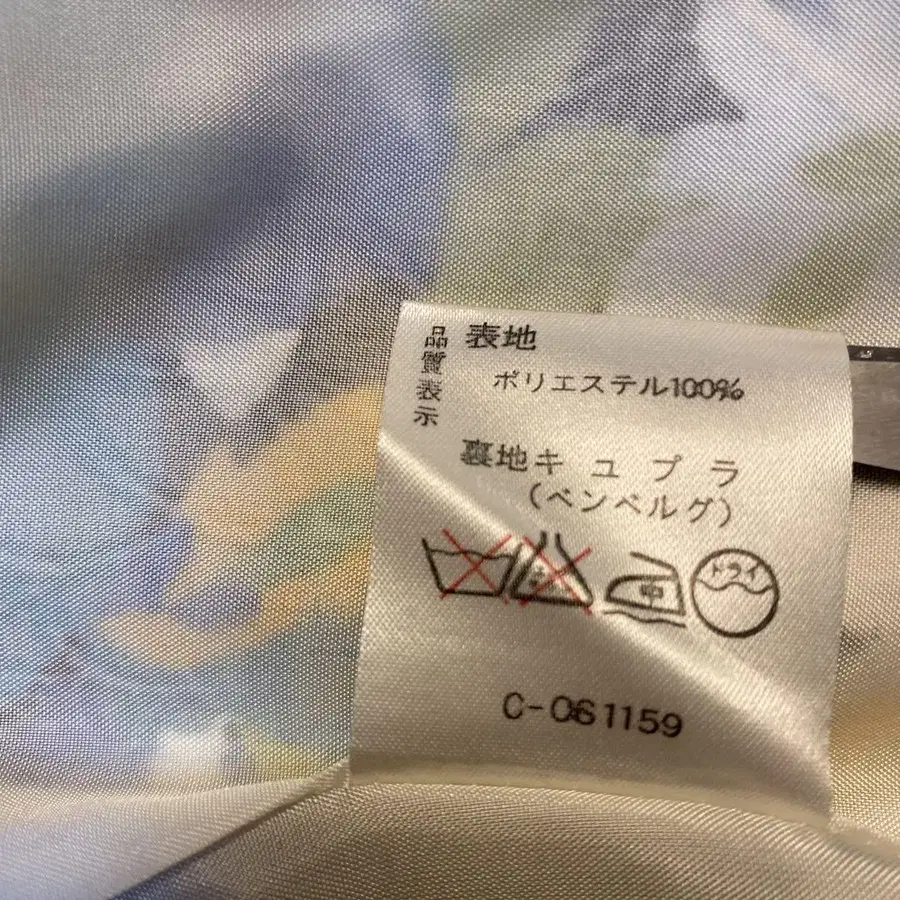 品質表示
表地
ポリエステル100%
裏地キュプラ
(ベンベルグ)
中
ドライ
C-061159